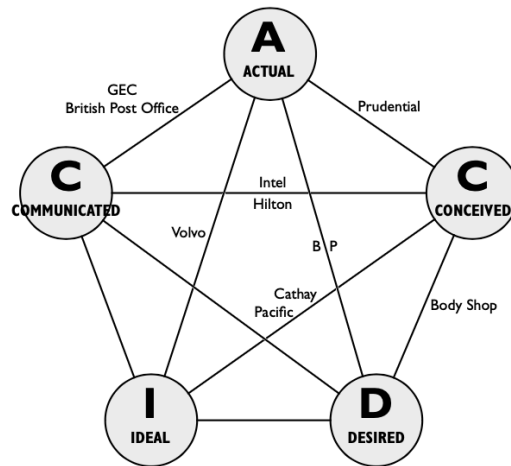 A
ACTUAL
GEC
British Post Office
Prudential
C
COMMUNICATED
Intel
Hilton
C
CONCEIVED
Volvo
B P
Cathay
Pacific
Body Shop
I
IDEAL
D
DESIRED